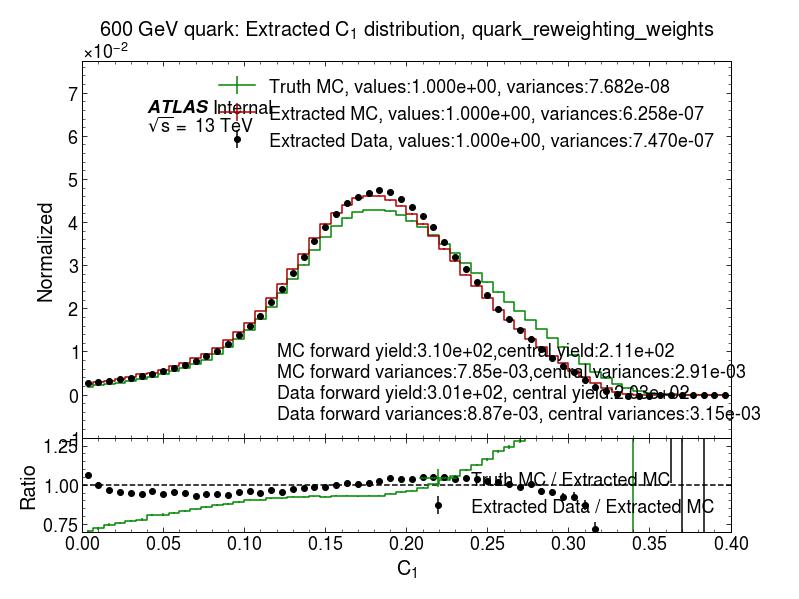 600 GeV quark: Extracted C₁ distribution, quark_reweighting_weights
×10⁻²
Truth MC, values:1.000e+00, variances:7.682e-08
ATLAS Internal
Extracted MC, values:1.000e+00, variances:6.258e-07
√s = 13 TeV
Extracted Data, values:1.000e+00, variances:7.470e-07
7
6
5
4
3
2
1
0
Normalized
MC forward yield:3.10e+02,central yield:2.11e+02
MC forward variances:7.85e-03,central variances:2.91e-03
Data forward yield:3.01e+02, central yield:2.03e+02
Data forward variances:8.87e-03, central variances:3.15e-03
1.25
1.00
0.75
Ratio
Truth MC / Extracted MC
Extracted Data / Extracted MC
0.00 0.05 0.10 0.15 0.20 0.25 0.30 0.35 0.40
C₁